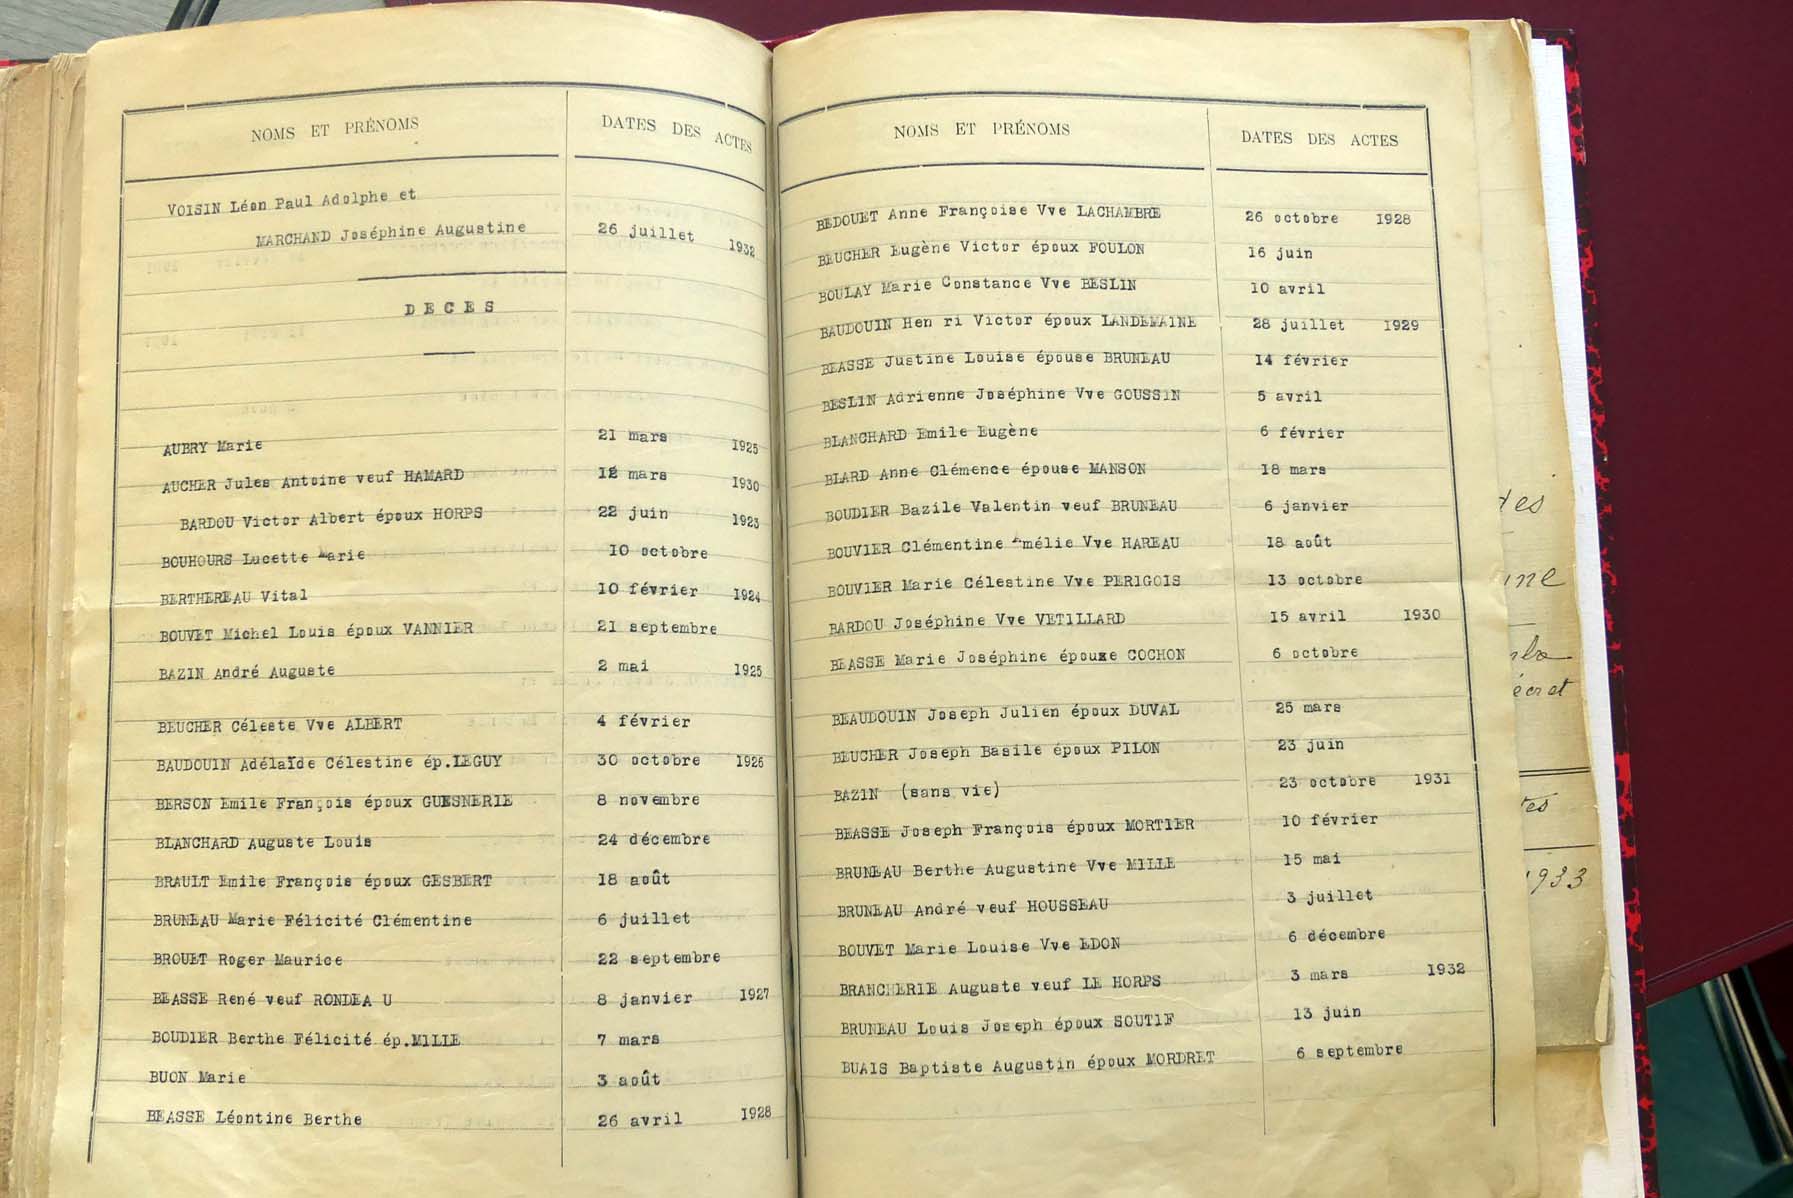 NOMS ET PRÉNOMS DATES DES ACTES
VOISIN Léon Paul Adolphe et
MARCHAND Joséphine Augustine 26 juillet 1932
DECES
AUBRY Marie 21 mars 1925
AUCHER Jules Antoine veuf HAMARD 12 mars 1930
BARDOU Victor Albert époux HORPS 22 juin 1923
BOUHOURS Lucette Marie 10 octobre
BERTHEREAU Vital 10 février 1924
BOUVET Michel Louis époux VANNIER 21 septembre
BAZIN André Auguste 2 mai 1925
BEUCHER Céleste Vve ALBERT 4 février
BAUDOUIN Adélaïde Célestine ép.LEGUY 30 octobre 1926
BERSON Emile François époux GUESNERIE 8 novembre
BLANCHARD Auguste Louis 24 décembre
BRAULT Emile François époux GESBERT 18 août
BRUNEAU Marie Félicité Clémentine 6 juillet
BROUET Roger Maurice 22 septembre
BEASSE René veuf RONDEA U 8 janvier 1927
BOUDIER Berthe Félicité ép.MILLE 7 mars
BUON Marie 3 août
BEASSE Léontine Berthe 26 avril 1928
NOMS ET PRÉNOMS DATES DES ACTES
BEDOUET Anne Françoise Vve LACHAMBRE 26 octobre 1928
BEUCHER Eugène Victor époux FOULON 16 juin
BOULAY Marie Constance Vve BESLIN 10 avril
BAUDOUIN Hen ri Victor époux LANDEMAINE 28 juillet 1929
BEASSE Justine Louise épouse BRUNEAU 14 février
BESLIN Adrienne Joséphine Vve GOUSSIN 5 avril
BLANCHARD Emile Eugène 6 février
BLARD Anne Clémence épouse MANSON 18 mars
BOUDIER Bazile Valentin veuf BRUNEAU 6 janvier
BOUVIER Clémentine Amélie Vve HAREAU 18 août
BOUVIER Marie Célestine Vve PERIGOIS 13 octobre
BARDOU Joséphine Vve VETILLARD 15 avril 1930
BEASSE Marie Joséphine épouxe COCHON 6 octobre
BEAUDOUIN Joseph Julien époux DUVAL 25 mars
BEUCHER Joseph Basile époux PILON 23 juin
BAZIN (sans vie) 23 octobre 1931
BEASSE Joseph François époux MORTIER 10 février
BRUNEAU Berthe Augustine Vve MILLE 15 mai
BRUNEAU André veuf HOUSSEAU 3 juillet
BOUVET Marie Louise Vve EDON 6 décembre
BRANCHERIE Auguste veuf LE HORPS 3 mars 1932
BRUNEAU Louis Joseph époux SOUTIF 13 juin
BUAIS Baptiste Augustin époux MORDRET 6 septembre
1933